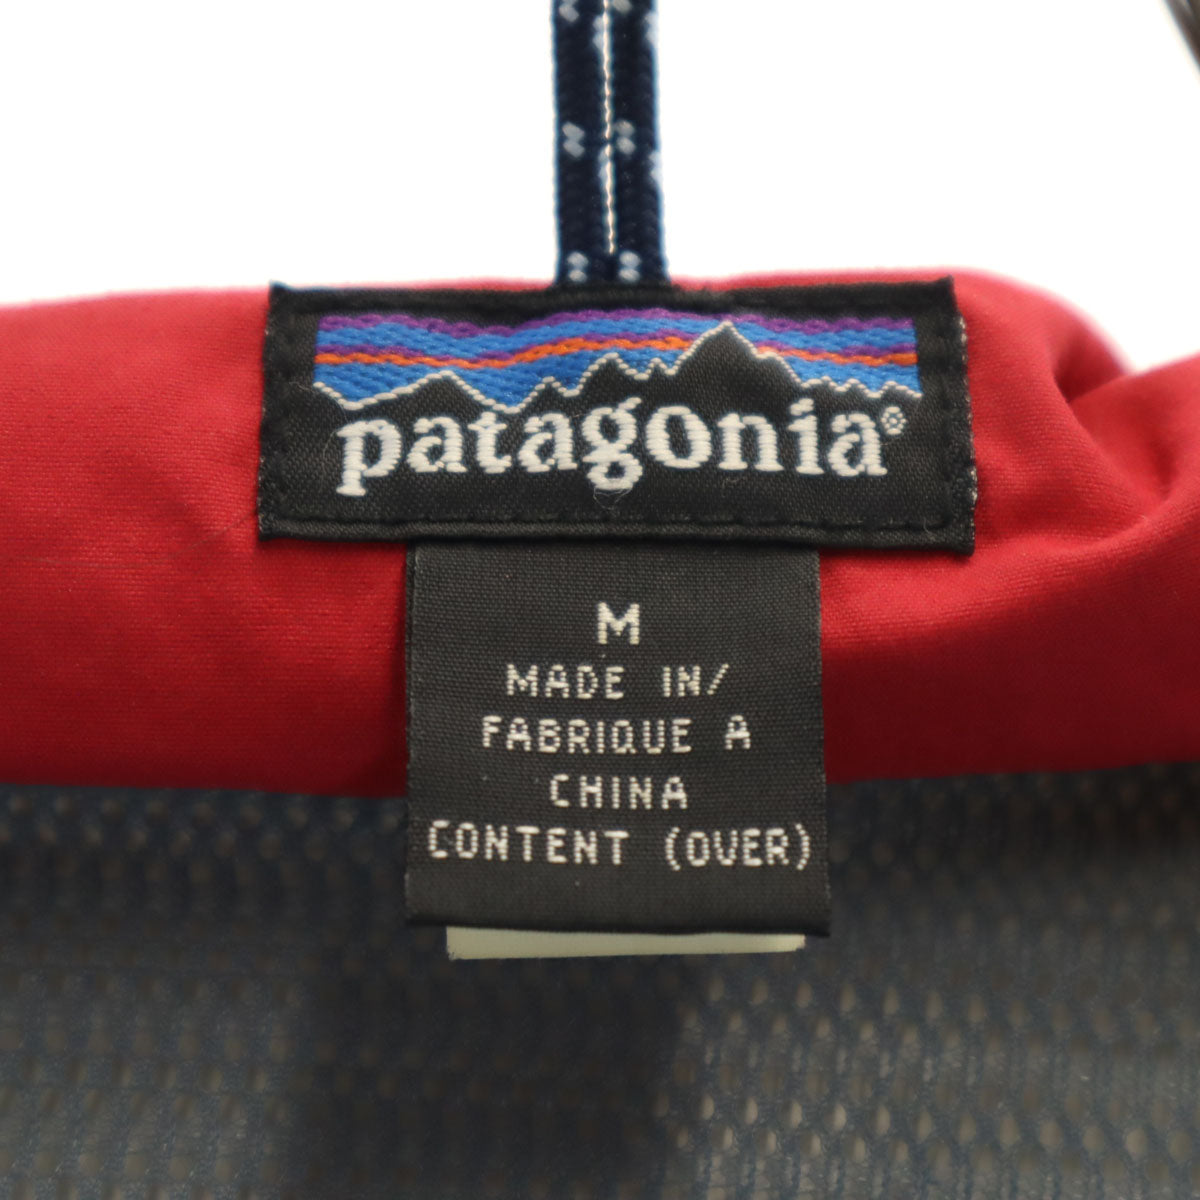 patagonia®
M
MADE IN/
FABRIQUE A
CHINA
CONTENT (OVER)